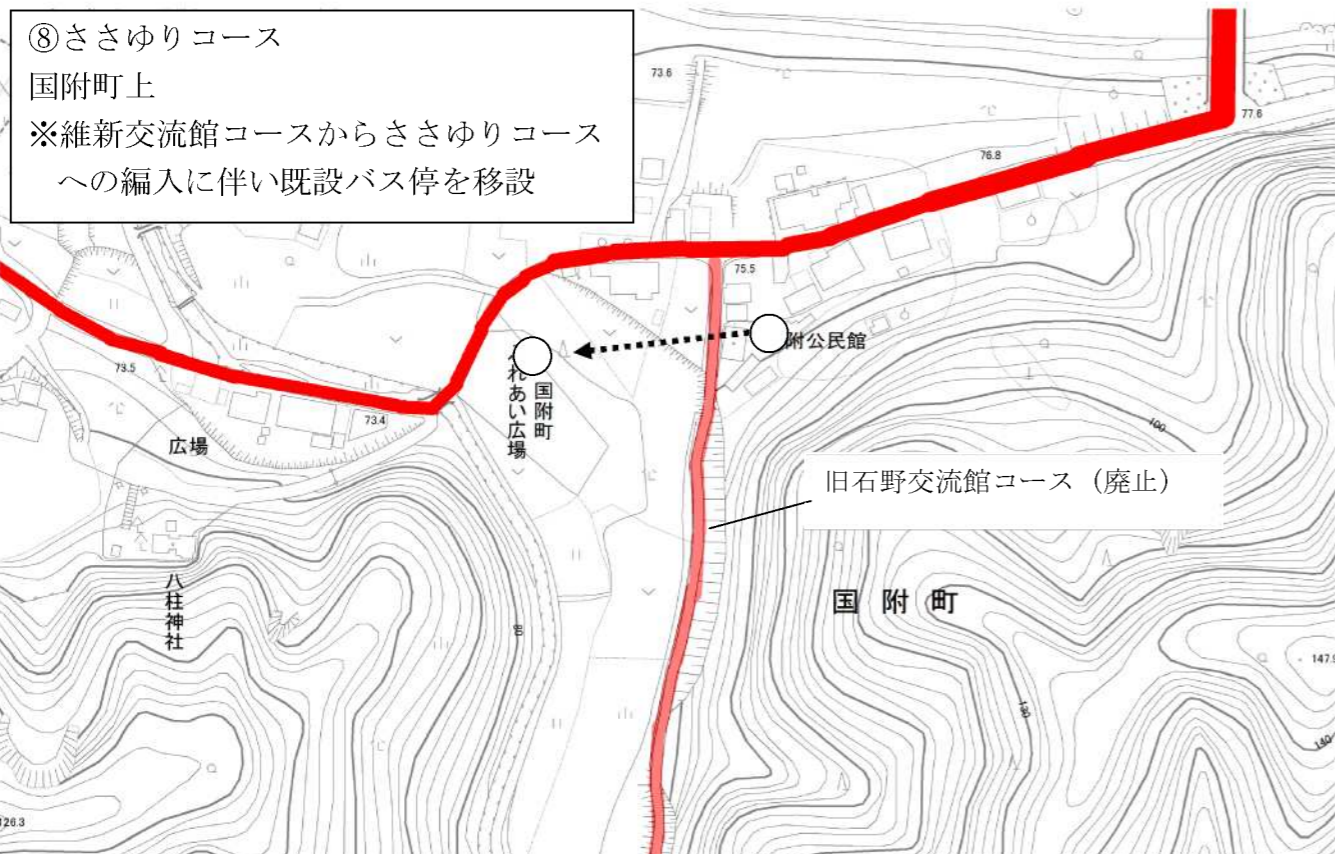 ⑧ささゆりコース
国附町上
※維新交流館コースからささゆりコース
への編入に伴い既設バス停を移設
73.6
77.6
76.8
75.5
附公民館
73.5
73.4
広場
国附町
れあい広場
100
旧石野交流館コース（廃止）
八柱神社
80
国附町
147.9
130
140
126.3